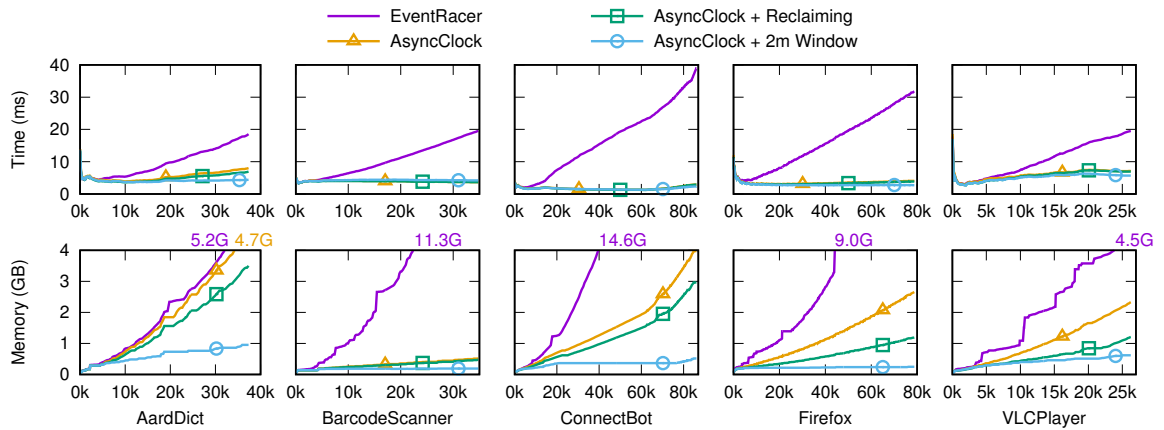 EventRacer AsyncClock + Reclaiming
AsyncClock AsyncClock + 2m Window
Time (ms)
40
30
20
10
0
0k 10k 20k 30k 40k
0k 10k 20k 30k
0k 20k 40k 60k 80k
0k 20k 40k 60k 80k
0k 5k 10k 15k 20k 25k
5.2G 4.7G 11.3G 14.6G 9.0G 4.5G
Memory (GB)
4
3
2
1
0
0k 10k 20k 30k 40k
0k 10k 20k 30k
0k 20k 40k 60k 80k
0k 20k 40k 60k 80k
0k 5k 10k 15k 20k 25k
AardDict BarcodeScanner ConnectBot Firefox VLCPlayer